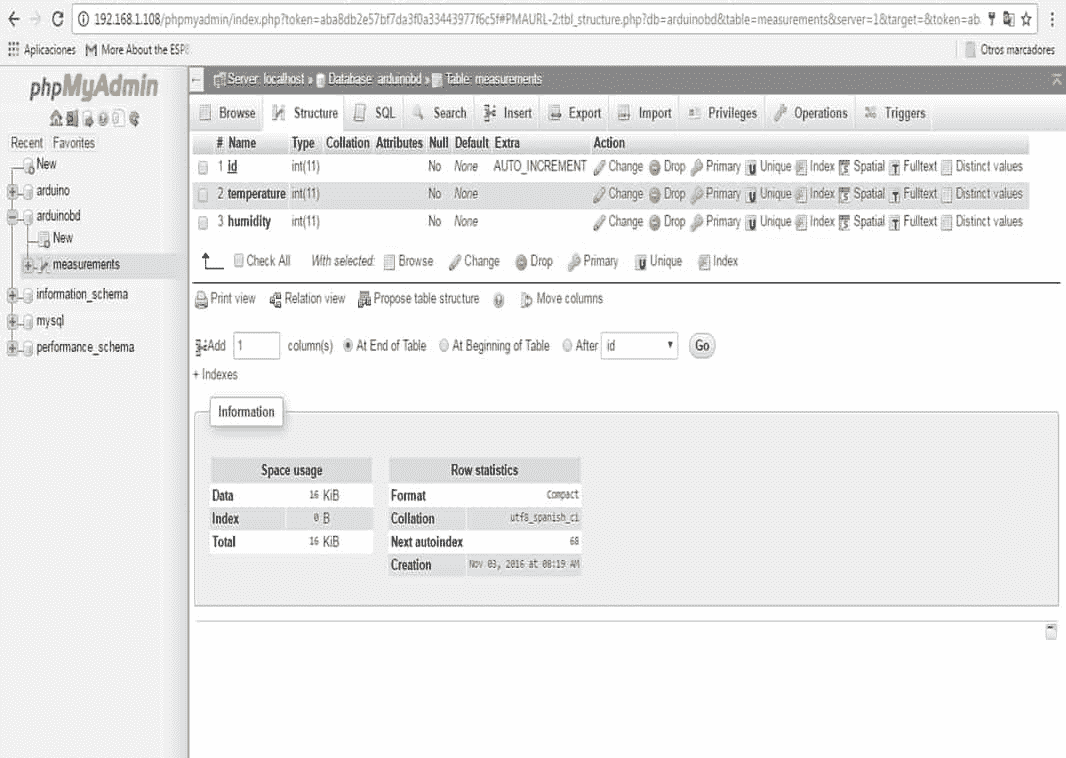 192.168.1.108/phpmyadmin/index.php?token=aba8db2e57bf7da3f0a33443977f6c5f#PMAURL-2:tbl_structure.php?db=arduinobd&table=measurements&server=1&target=&token=ab
Aplicaciones More About the ESP8 Otros marcadores
phpMyAdmin
Recent Favorites
New
arduino
arduinobd
New
measurements
information_schema
mysql
performance_schema
Server: localhost » Database: arduinobd » Table: measurements
Browse Structure SQL Search Insert Export Import Privileges Operations Triggers
# Name Type Collation Attributes Null Default Extra Action
1 id int(11) No None AUTO_INCREMENT Change Drop Primary Unique Index Spatial Fulltext Distinct values
2 temperature int(11) No None Change Drop Primary Unique Index Spatial Fulltext Distinct values
3 humidity int(11) No None Change Drop Primary Unique Index Spatial Fulltext Distinct values
Check All With selected: Browse Change Drop Primary Unique Index
Print view Relation view Propose table structure Move columns
Add 1 column(s) At End of Table At Beginning of Table After id Go
+ Indexes
Information
Space usage
Data 16 KiB
Index 0 B
Total 16 KiB
Row statistics
Format Compact
Collation utf8_spanish_ci
Next autoindex 68
Creation Nov 03, 2016 at 08:19 AM